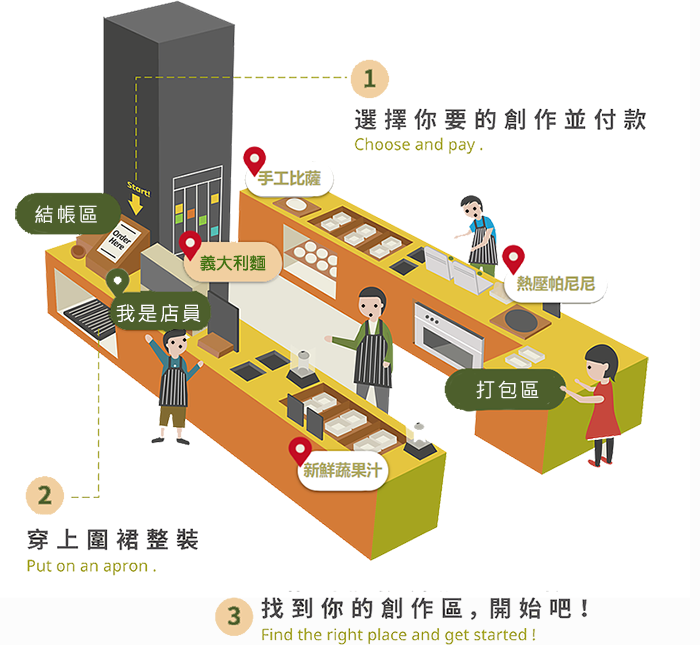 1
選擇你要的創作並付款
Choose and pay .
手工比薩
Start!
結帳區
Order
Here
義大利麵
熱壓帕尼尼
我是店員
打包區
新鮮蔬果汁
2
穿上圍裙整裝
Put on an apron .
3
找到你的創作區，開始吧！
Find the right place and get started !